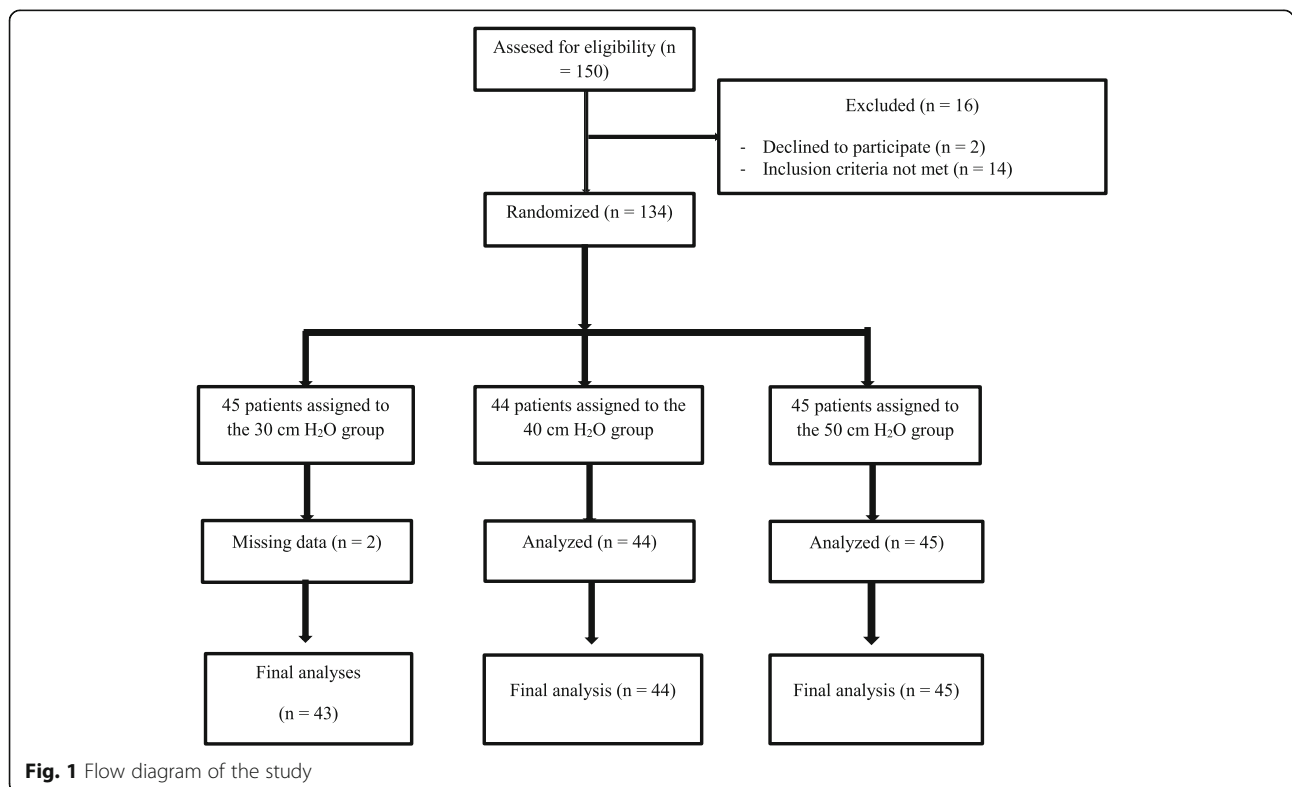 Assesed for eligibility (n
= 150)
Excluded (n = 16)
- Declined to participate (n = 2)
- Inclusion criteria not met (n = 14)
Randomized (n = 134)
45 patients assigned to
the 30 cm H₂O group
44 patients assigned to the
40 cm H₂O group
45 patients assigned to
the 50 cm H₂O group
Missing data (n = 2)
Analyzed (n = 44)
Analyzed (n = 45)
Final analyses
(n = 43)
Final analysis (n = 44)
Final analysis (n = 45)
Fig. 1 Flow diagram of the study